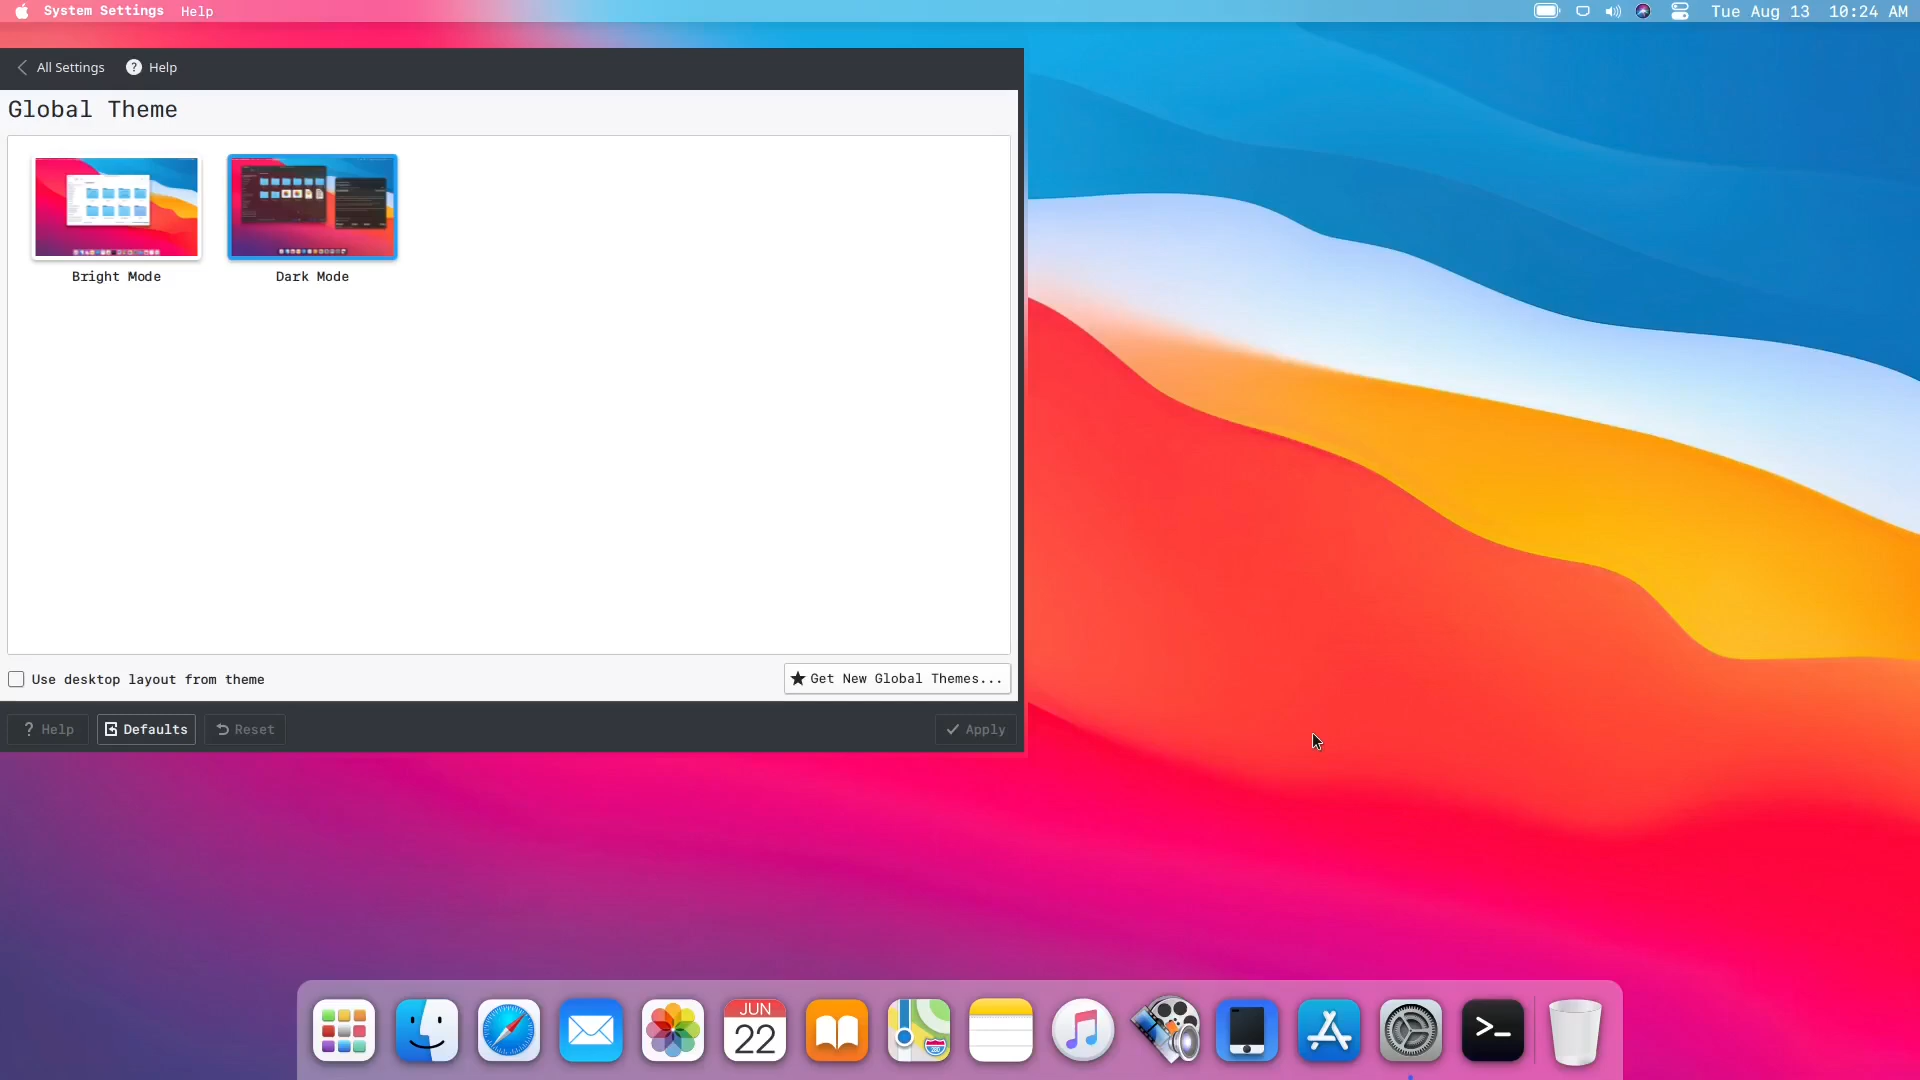 System Settings Help Tue Aug 13 10:24 AM
All Settings ? Help
Global Theme
Bright Mode Dark Mode
Use desktop layout from theme Get New Global Themes...
? Help Defaults Reset Apply
JUN
22
>_
280